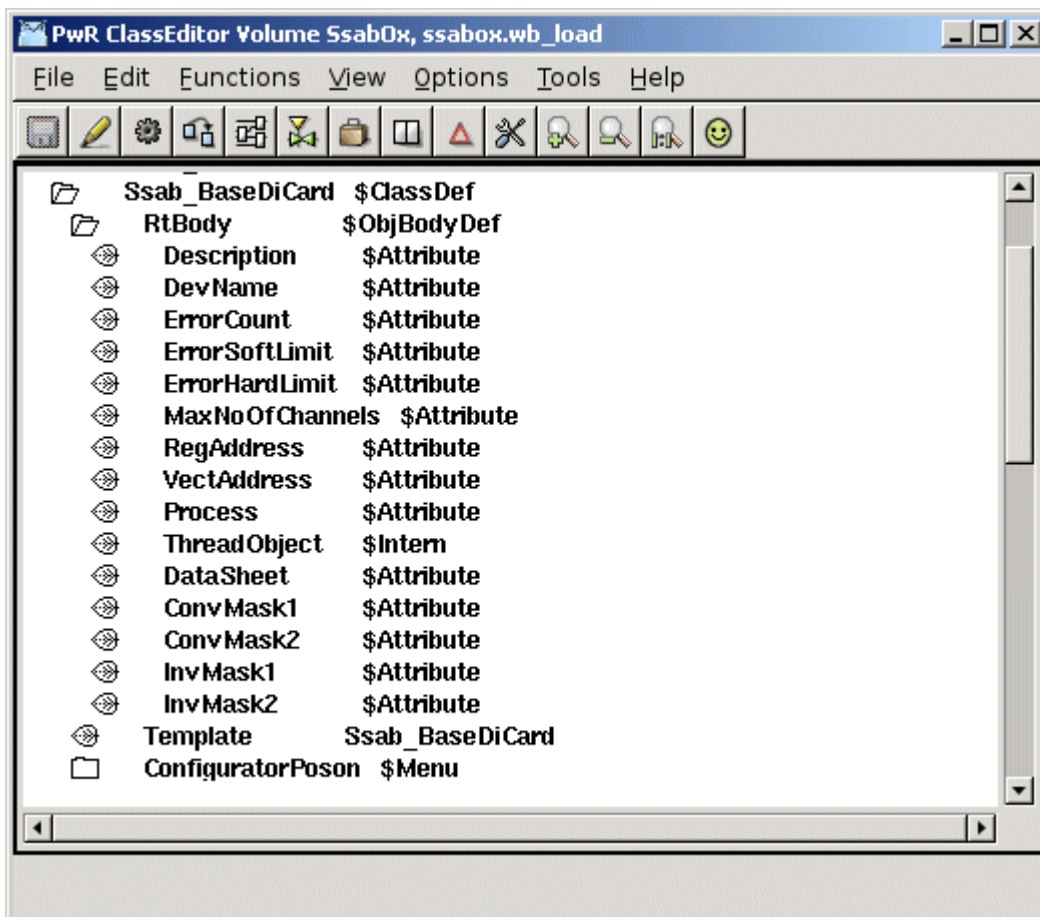 PwR ClassEditor Volume SsabOx, ssabox.wb_load
File Edit Functions View Options Tools Help
Ssab_BaseDiCard $ClassDef
RtBody $ObjBodyDef
Description $Attribute
DevName $Attribute
ErrorCount $Attribute
ErrorSoftLimit $Attribute
ErrorHardLimit $Attribute
MaxNoOfChannels $Attribute
RegAddress $Attribute
VectAddress $Attribute
Process $Attribute
ThreadObject $Intern
DataSheet $Attribute
ConvMask1 $Attribute
ConvMask2 $Attribute
InvMask1 $Attribute
InvMask2 $Attribute
Template Ssab_BaseDiCard
ConfiguratorPoson $Menu